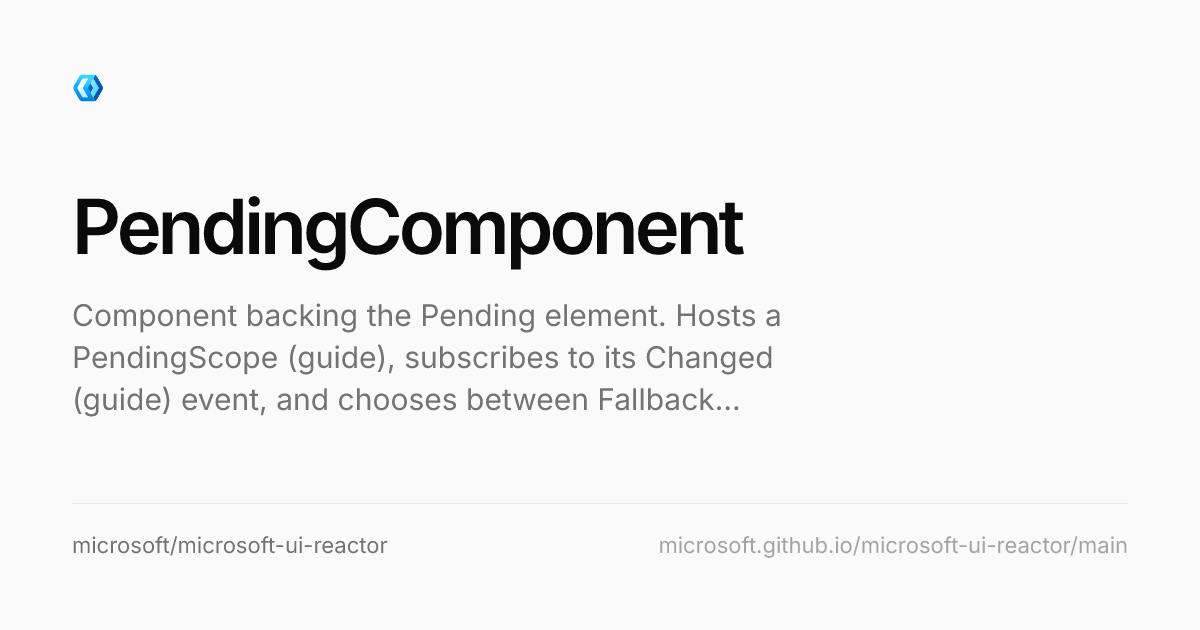 PendingComponent
Component backing the Pending element. Hosts a
PendingScope (guide), subscribes to its Changed
(guide) event, and chooses between Fallback...
microsoft/microsoft-ui-reactor
microsoft.github.io/microsoft-ui-reactor/main